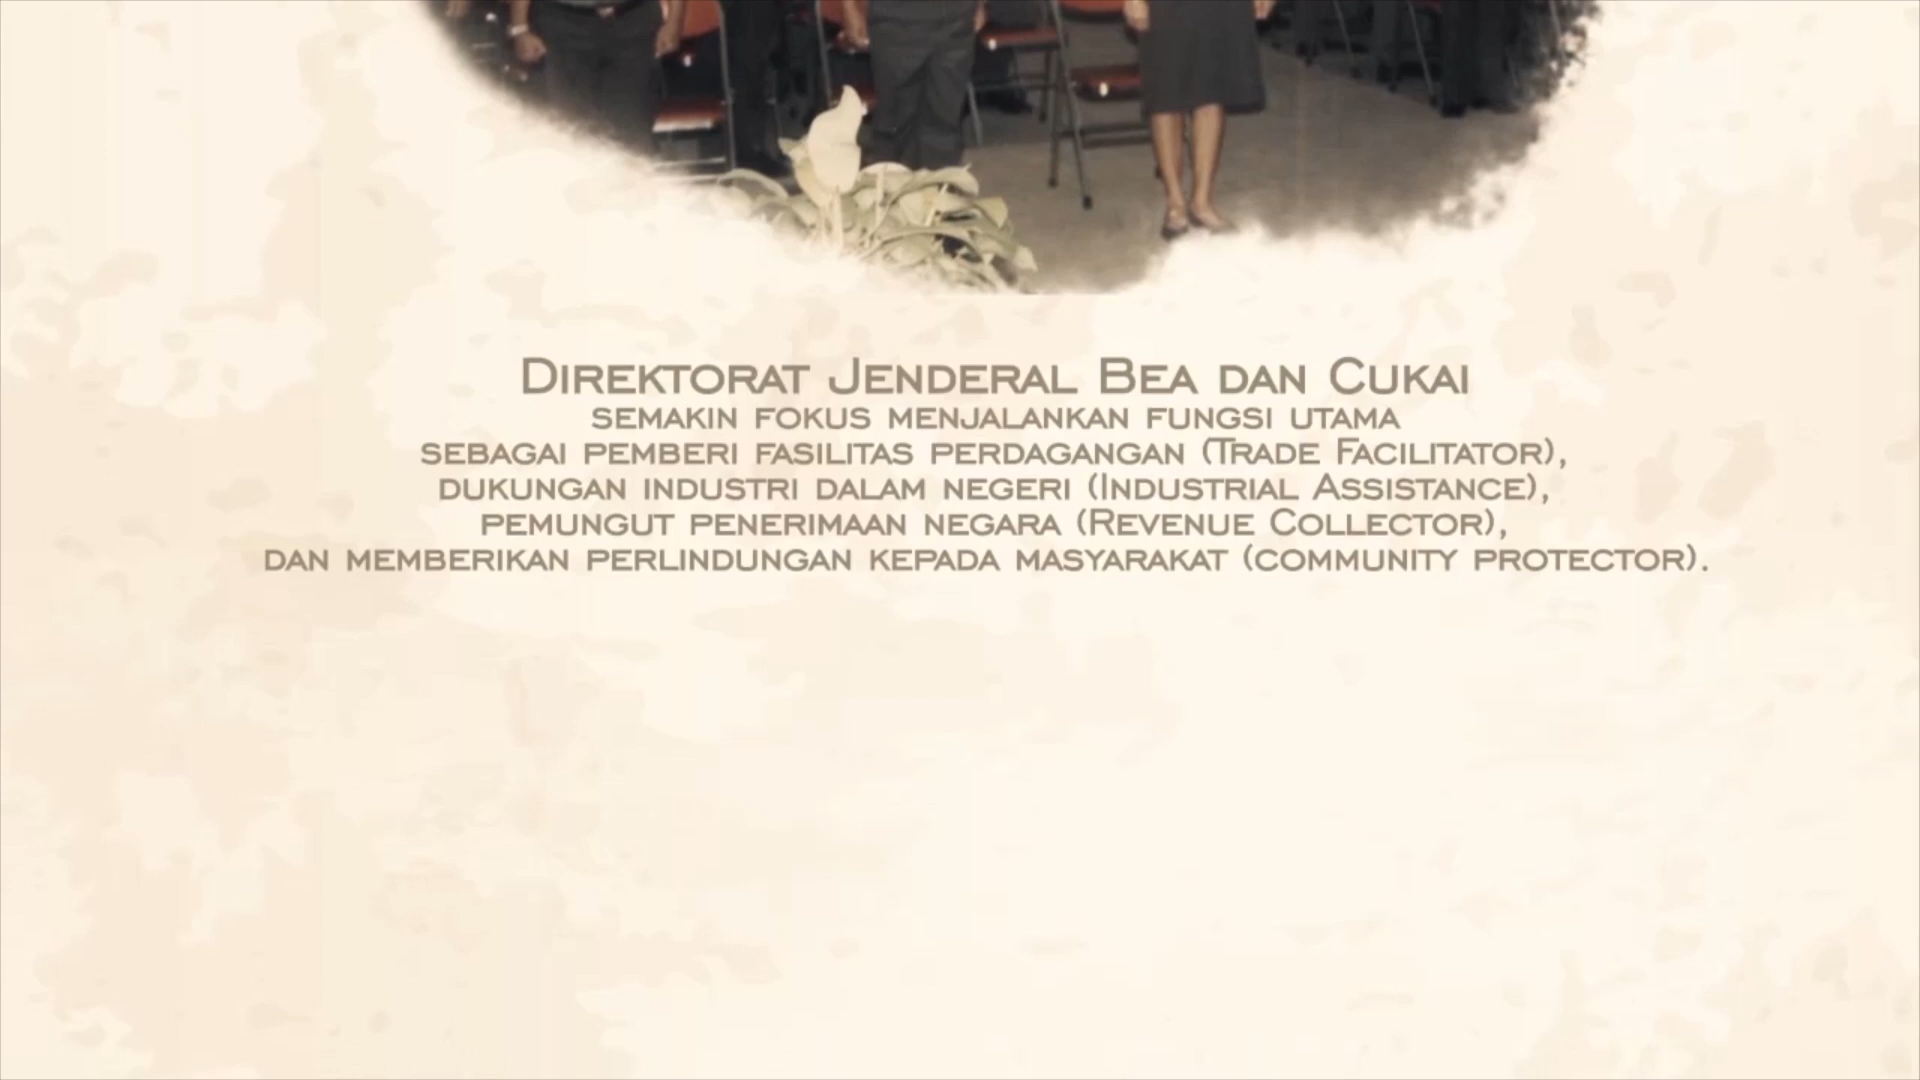 Direktorat Jenderal Bea dan Cukai
semakin fokus menjalankan fungsi utama
sebagai pemberi fasilitas perdagangan (Trade Facilitator),
dukungan industri dalam negeri (Industrial Assistance),
pemungut penerimaan negara (Revenue Collector),
dan memberikan perlindungan kepada masyarakat (community protector).